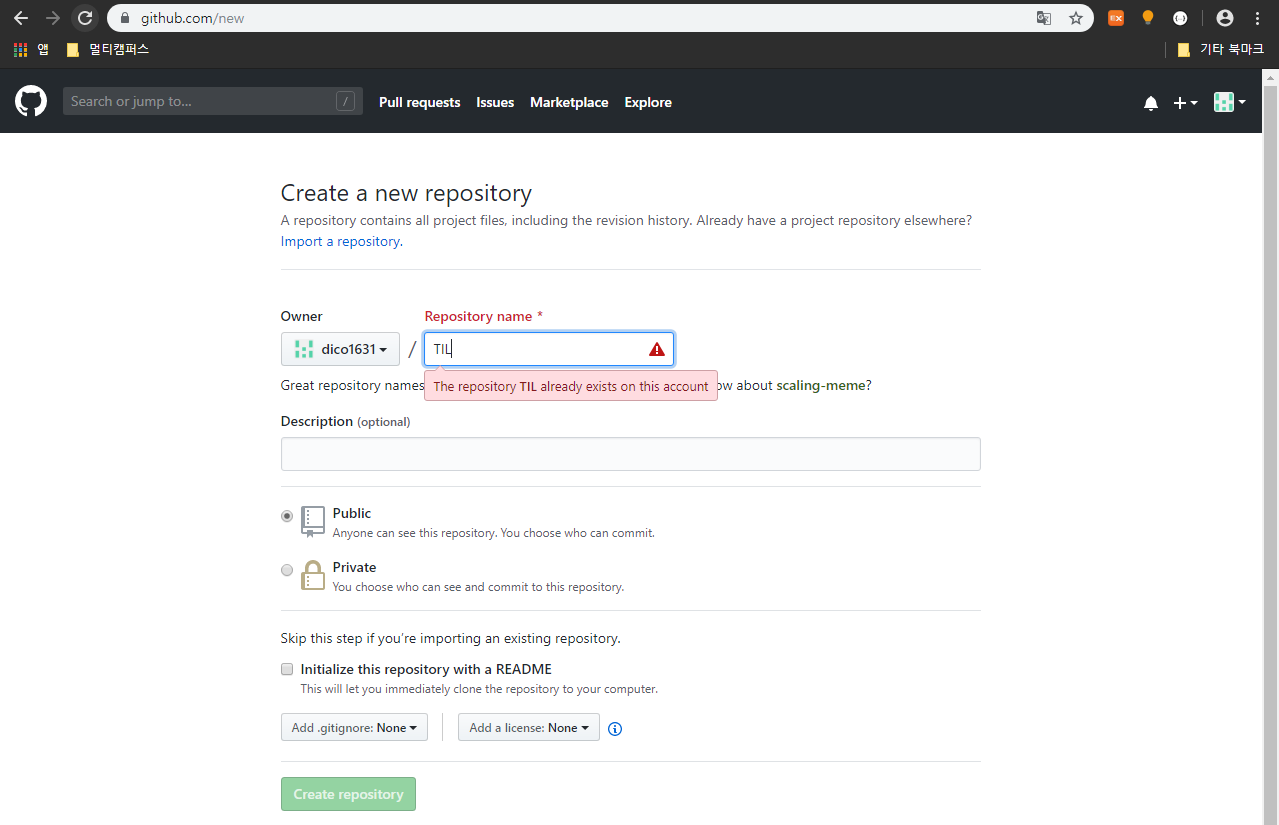 github.com/new
앱 멀티캠퍼스 기타 북마크
Search or jump to... / Pull requests Issues Marketplace Explore
Create a new repository
A repository contains all project files, including the revision history. Already have a project repository elsewhere?
Import a repository.
Owner Repository name *
dico1631 / TIL
Great repository names
The repository TIL already exists on this account
ow about scaling-meme?
Description (optional)
Public
Anyone can see this repository. You choose who can commit.
Private
You choose who can see and commit to this repository.
Skip this step if you’re importing an existing repository.
Initialize this repository with a README
This will let you immediately clone the repository to your computer.
Add .gitignore: None Add a license: None
Create repository